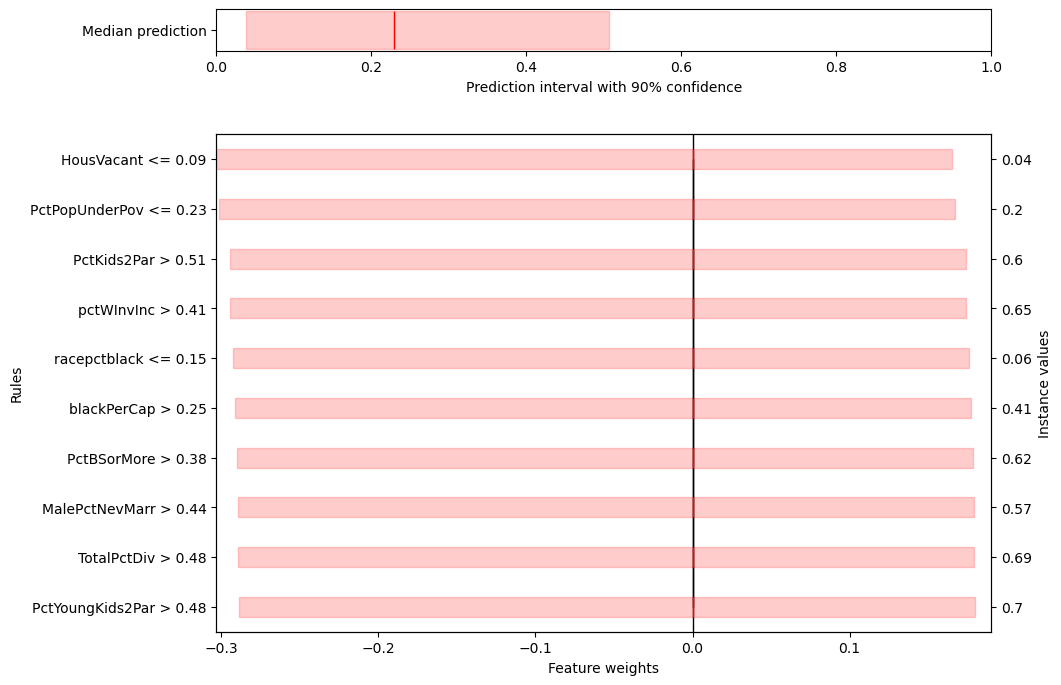 Median prediction
0.0 0.2 0.4 0.6 0.8 1.0
Prediction interval with 90% confidence
HousVacant <= 0.09 0.04
PctPopUnderPov <= 0.23 0.2
PctKids2Par > 0.51 0.6
pctWInvInc > 0.41 0.65
racepctblack <= 0.15 0.06
blackPerCap > 0.25 0.41
PctBSorMore > 0.38 0.62
MalePctNevMarr > 0.44 0.57
TotalPctDiv > 0.48 0.69
PctYoungKids2Par > 0.48 0.7
Rules
Instance values
−0.3 −0.2 −0.1 0.0 0.1
Feature weights